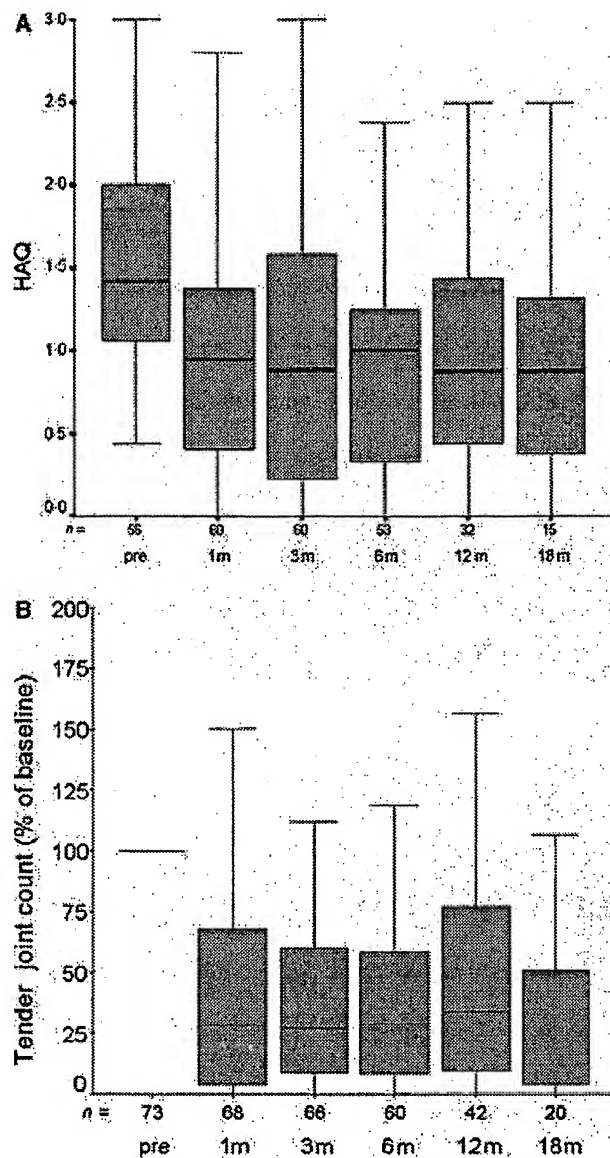 A
HAQ
3·0
2·5
2·0
1·5
1·0
0·5
0·0
n = 55 60 60 53 32 15
pre 1m 3m 6m 12m 18m
B
Tender joint count (% of baseline)
200
175
150
125
100
75
50
25
0
n = 73 68 66 60 42 20
pre 1m 3m 6m 12m 18m